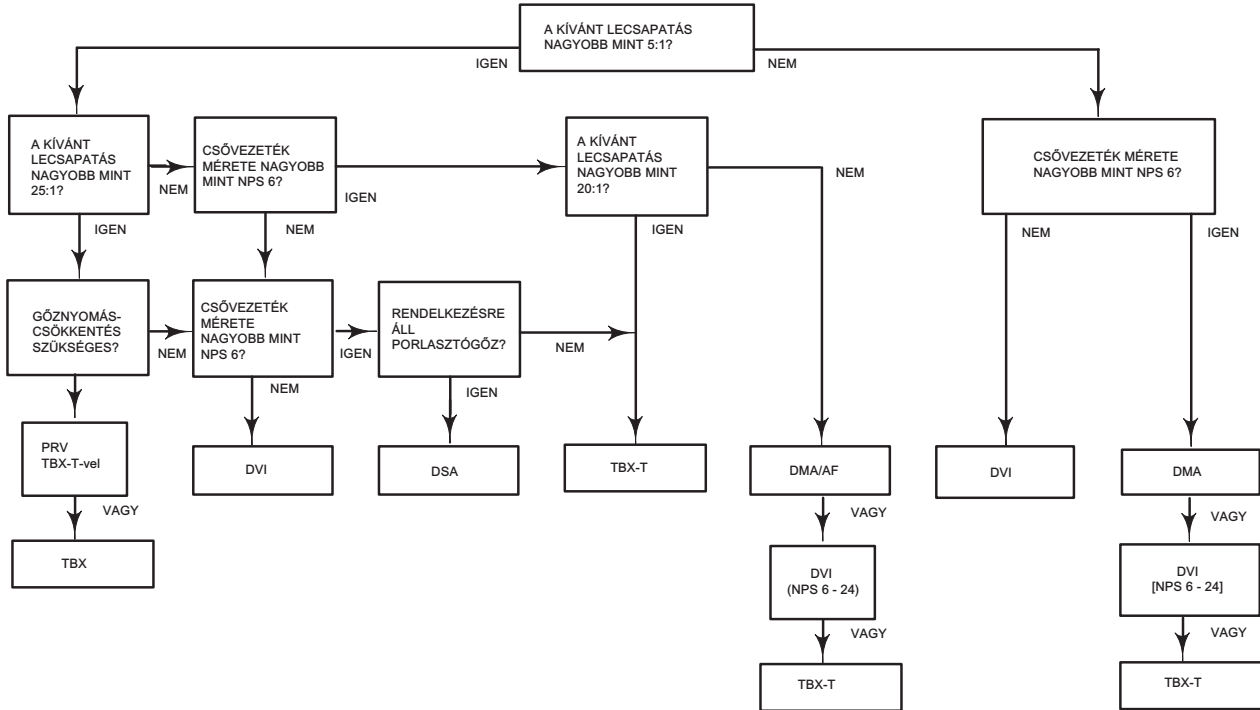 A KÍVÁNT LECSAPATÁS
NAGYOBB MINT 5:1?
IGEN
NEM
A KÍVÁNT
LECSAPATÁS
NAGYOBB MINT
25:1?
NEM
IGEN
CSŐVEZETÉK
MÉRETE NAGYOBB
MINT NPS 6?
IGEN
NEM
A KÍVÁNT
LECSAPATÁS
NAGYOBB MINT
20:1?
NEM
IGEN
CSŐVEZETÉK MÉRETE
NAGYOBB MINT NPS 6?
NEM
IGEN
GŐZNYOMÁS-
CSÖKKENTÉS
SZÜKSÉGES?
NEM
CSŐVEZETÉK
MÉRETE
NAGYOBB MINT
NPS 6?
IGEN
NEM
RENDELKEZÉSRE
ÁLL
PORLASZTÓGŐZ?
NEM
IGEN
PRV
TBX-T-vel
VAGY
TBX
DVI
DSA
TBX-T
DMA/AF
VAGY
DVI
(NPS 6 - 24)
VAGY
TBX-T
DVI
DMA
VAGY
DVI
[NPS 6 - 24]
VAGY
TBX-T